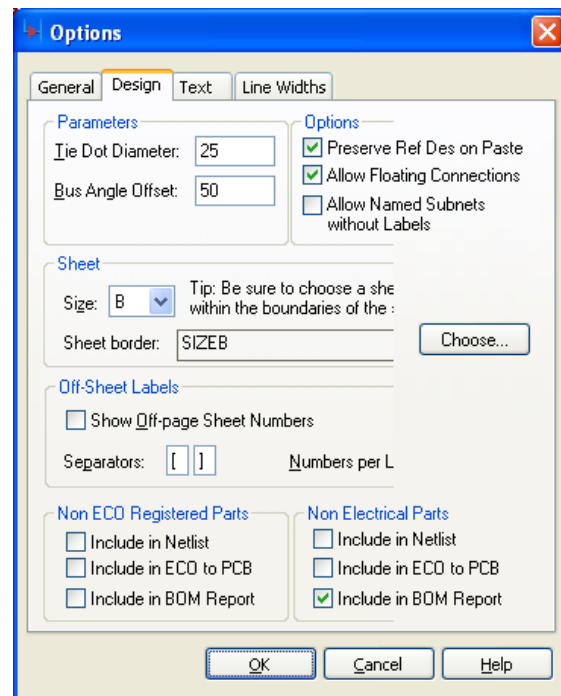 Options
General Design Text Line Widths
Parameters
Tie Dot Diameter: 25
Bus Angle Offset: 50
Options
Preserve Ref Des on Paste
Allow Floating Connections
Allow Named Subnets
without Labels
Sheet
Size: B
Tip: Be sure to choose a she
within the boundaries of the
Sheet border: SIZEB
Choose...
Off-Sheet Labels
Show Off-page Sheet Numbers
Separators: [ ] Numbers per L
Non ECO Registered Parts
Include in Netlist
Include in ECO to PCB
Include in BOM Report
Non Electrical Parts
Include in Netlist
Include in ECO to PCB
Include in BOM Report
OK Cancel Help